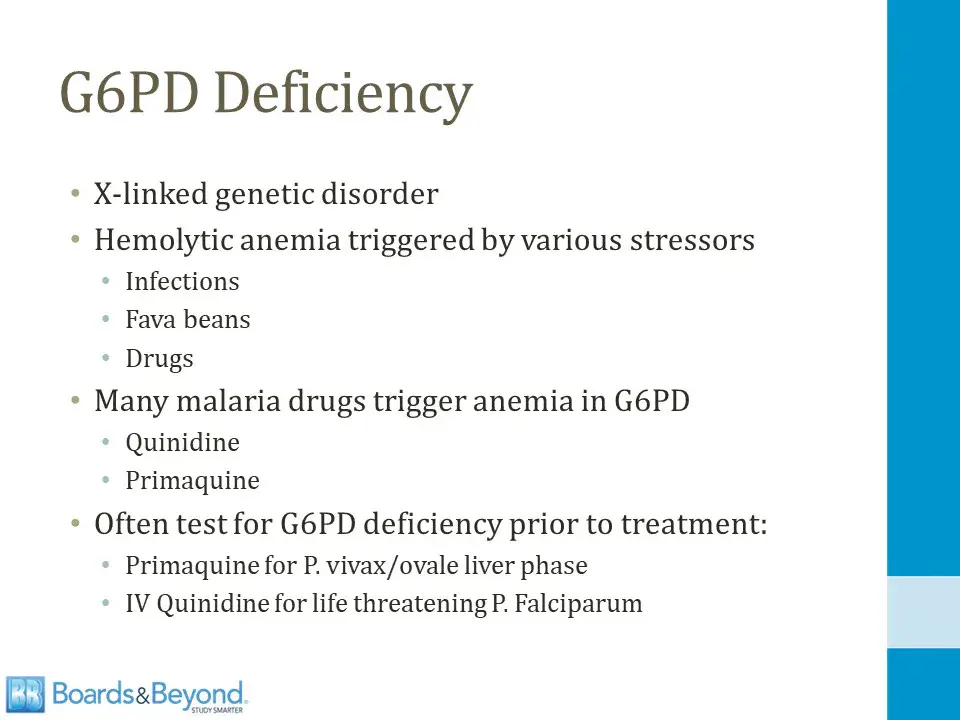 G6PD Deficiency
• X-linked genetic disorder
• Hemolytic anemia triggered by various stressors
• Infections
• Fava beans
• Drugs
• Many malaria drugs trigger anemia in G6PD
• Quinidine
• Primaquine
• Often test for G6PD deficiency prior to treatment:
• Primaquine for P. vivax/ovale liver phase
• IV Quinidine for life threatening P. Falciparum
BB Boards&Beyond.
STUDY SMARTER